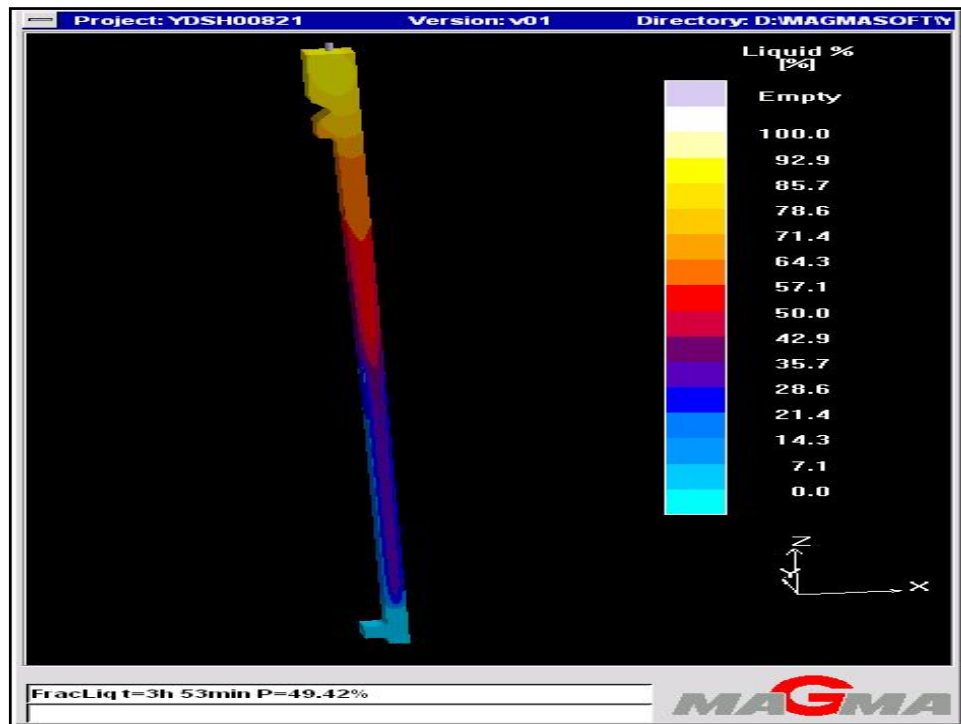 Project: YDSH00821 Version: v01 Directory: D:\MAGMASOFT\Y
Liquid %
[%]
Empty
100.0
92.9
85.7
78.6
71.4
64.3
57.1
50.0
42.9
35.7
28.6
21.4
14.3
7.1
0.0
Z
Y
X
FracLiq t=3h 53min P=49.42%
MAGMA